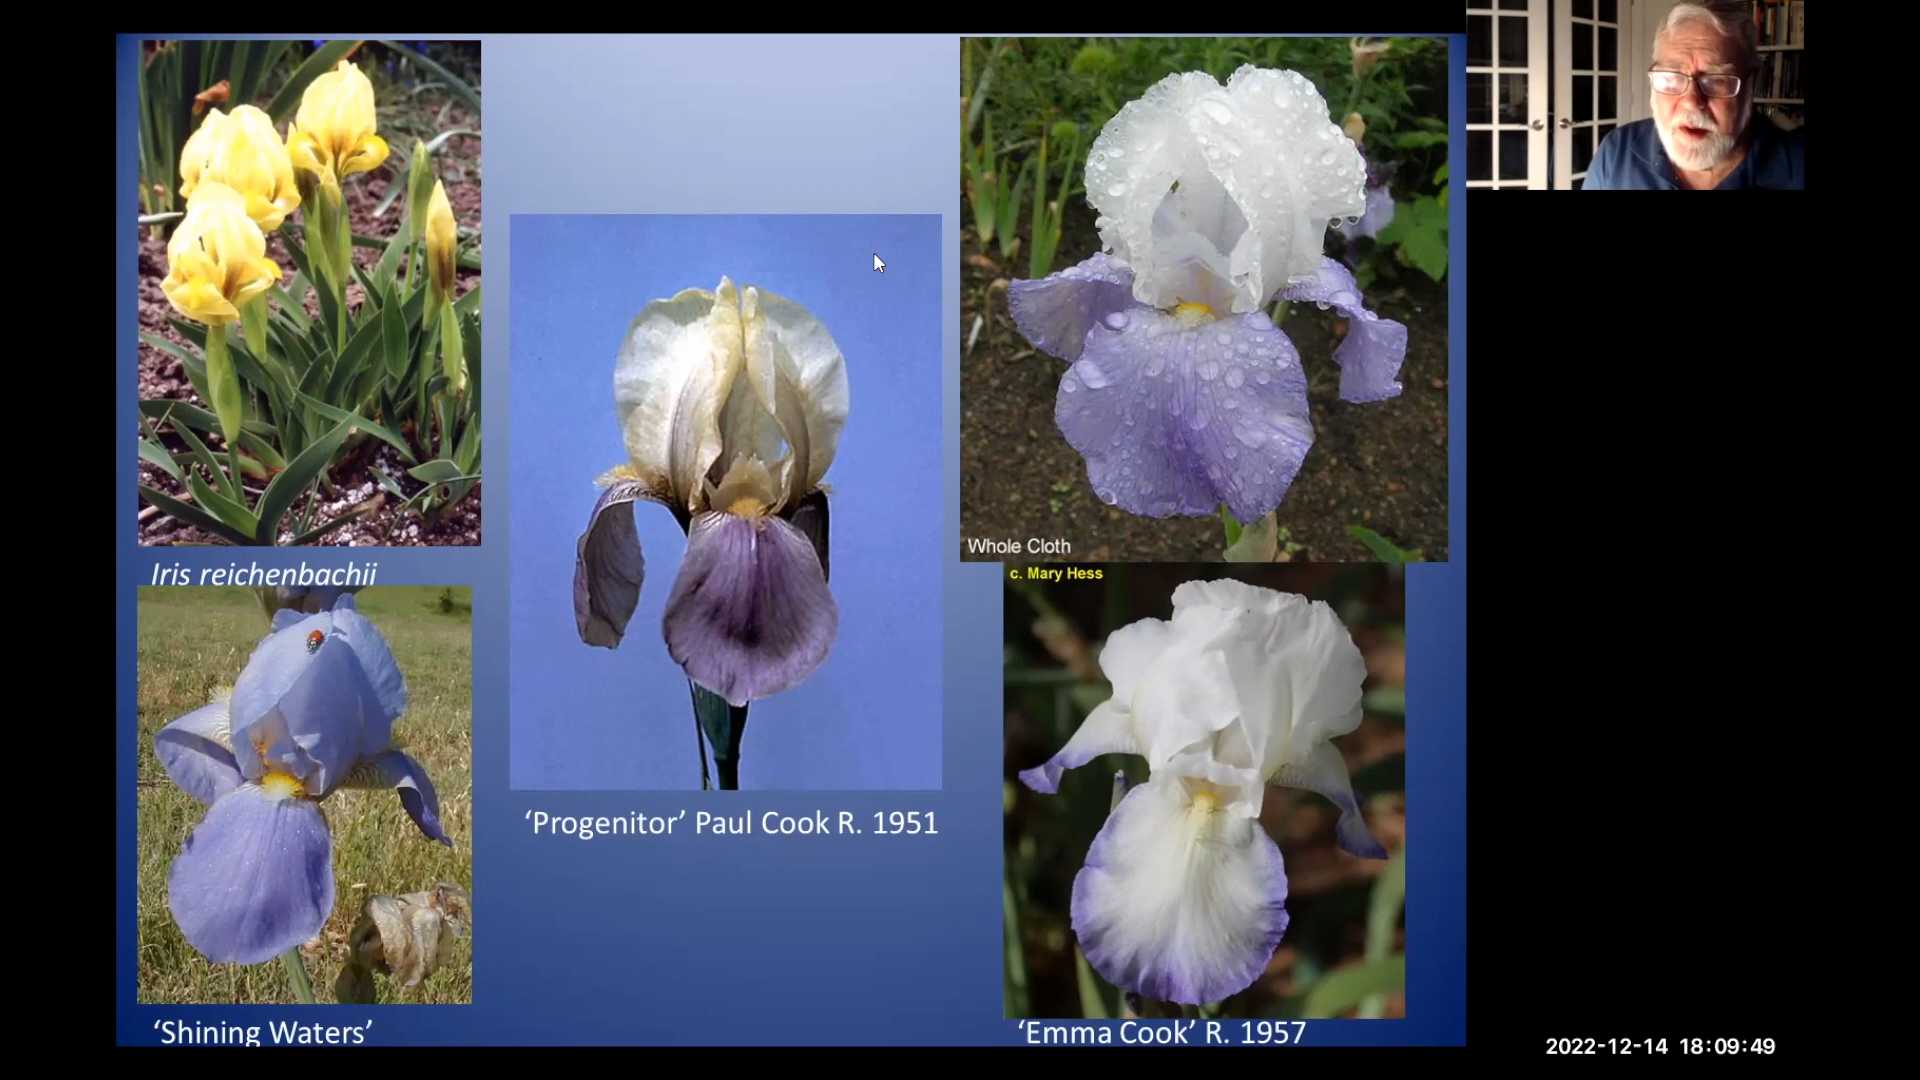 Iris reichenbachii
‘Shining Waters’
‘Progenitor’ Paul Cook R. 1951
Whole Cloth
c. Mary Hess
‘Emma Cook’ R. 1957
2022-12-14 18:09:49